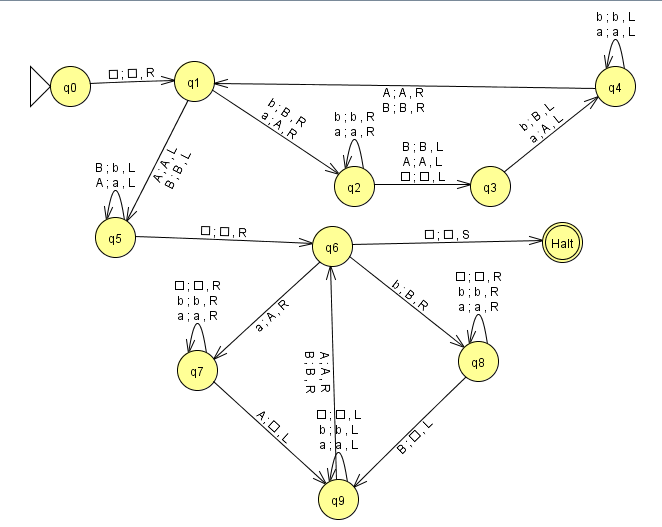 b ; b , L
a ; a , L
q0
□ ; □ , R
q1
q4
A ; A , R
B ; B , R
b ; B , R
a ; A , R
b ; b , R
a ; a , R
B ; B , L
A ; A , L
□ ; □ , L
b ; B , L
a ; A , L
q2
q3
A ; A , L
B ; B , L
B ; b , L
A ; a , L
q5
□ ; □ , R
q6
□ ; □ , S
Halt
□ ; □ , R
b ; b , R
a ; a , R
a ; A , R
b ; B , R
□ ; □ , R
b ; b , R
a ; a , R
q7
q8
A ; A , R
B ; B , R
A ; □ , L
B ; □ , L
□ ; □ , L
b ; b , L
a ; a , L
q9